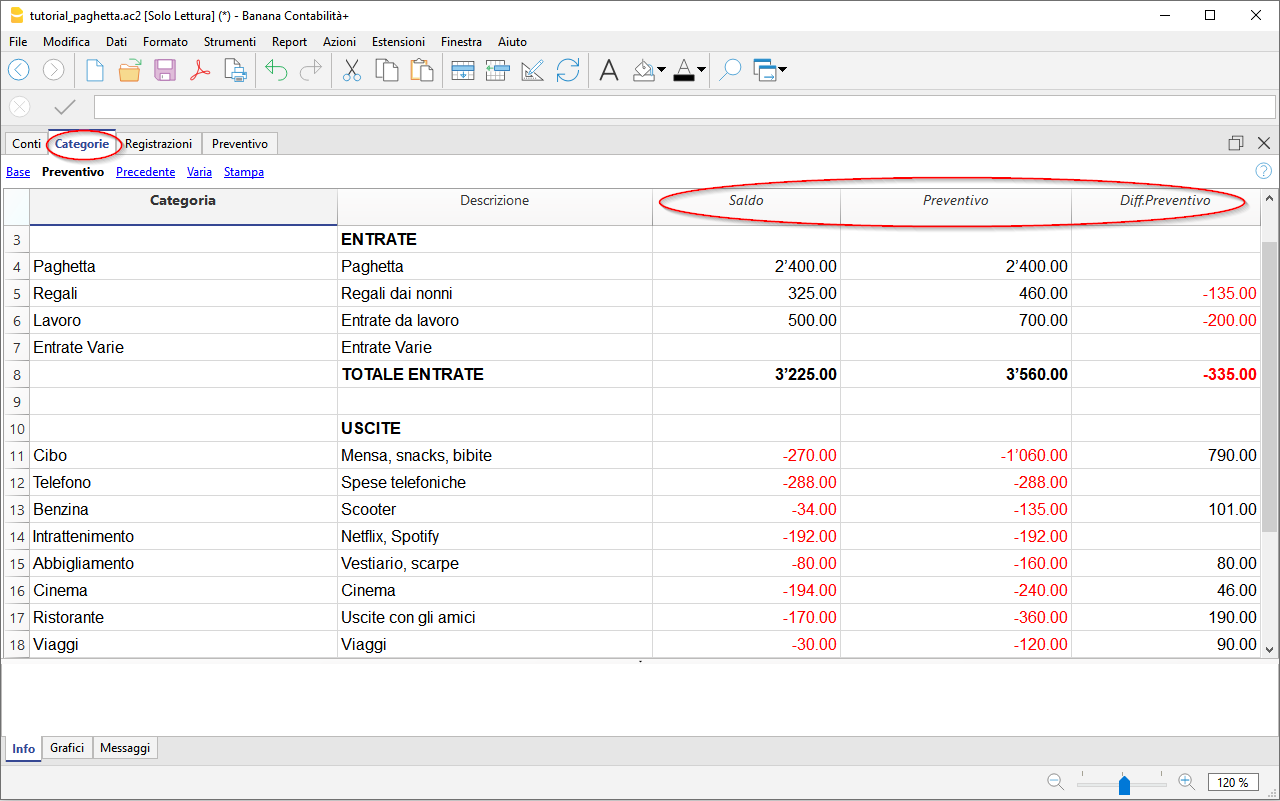 tutorial_paghetta.ac2 [Solo Lettura] (*) - Banana Contabilità+
File Modifica Dati Formato Strumenti Report Azioni Estensioni Finestra Aiuto
Conti Categorie Registrazioni Preventivo
Base Preventivo Precedente Varia Stampa
Categoria Descrizione Saldo Preventivo Diff.Preventivo
3 ENTRATE
4 Paghetta Paghetta 2’400.00 2’400.00
5 Regali Regali dai nonni 325.00 460.00 -135.00
6 Lavoro Entrate da lavoro 500.00 700.00 -200.00
7 Entrate Varie Entrate Varie
8 TOTALE ENTRATE 3’225.00 3’560.00 -335.00
9
10 USCITE
11 Cibo Mensa, snacks, bibite -270.00 -1’060.00 790.00
12 Telefono Spese telefoniche -288.00 -288.00
13 Benzina Scooter -34.00 -135.00 101.00
14 Intrattenimento Netflix, Spotify -192.00 -192.00
15 Abbigliamento Vestiario, scarpe -80.00 -160.00 80.00
16 Cinema Cinema -194.00 -240.00 46.00
17 Ristorante Uscite con gli amici -170.00 -360.00 190.00
18 Viaggi Viaggi -30.00 -120.00 90.00
Info Grafici Messaggi
120 %